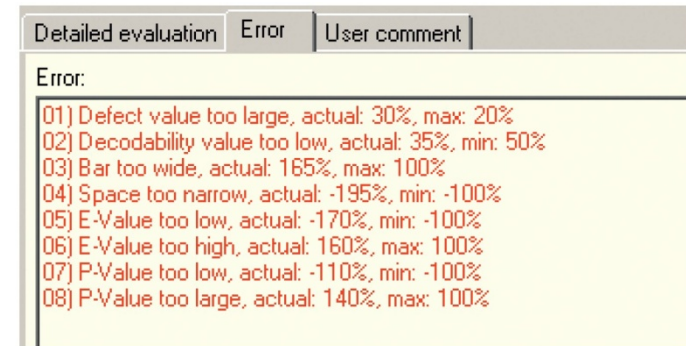 Detailed evaluation Error User comment
Error:
01) Defect value too large, actual: 30%, max: 20%
02) Decodability value too low, actual: 35%, min: 50%
03) Bar too wide, actual: 165%, max: 100%
04) Space too narrow, actual: -195%, min: -100%
05) E-Value too low, actual: -170%, min: -100%
06) E-Value too high, actual: 160%, max: 100%
07) P-Value too low, actual: -110%, min: -100%
08) P-Value too large, actual: 140%, max: 100%